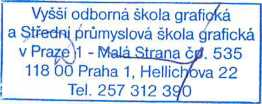 Vyšší odborná škola grafická
a Střední průmyslová škola grafická
v Praze 1 - Malá Strana čp. 535
118 00 Praha 1, Hellichova 22
Tel. 257 312 390